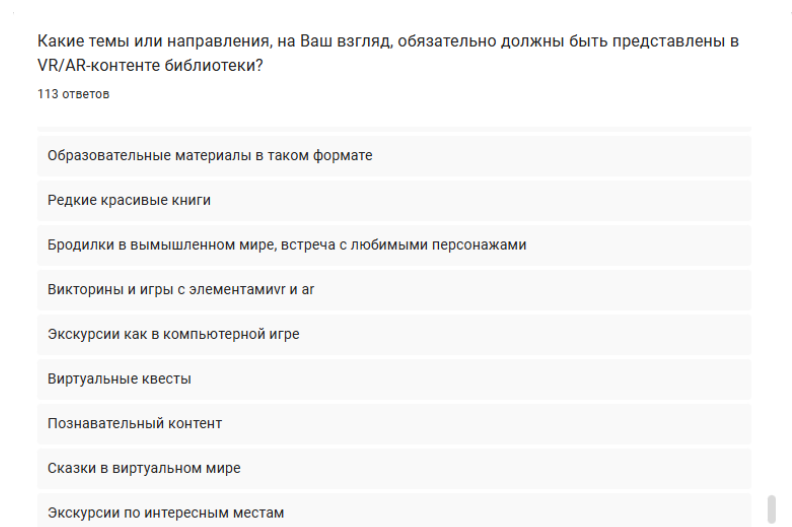 Какие темы или направления, на Ваш взгляд, обязательно должны быть представлены в
VR/AR-контенте библиотеки?
113 ответов
Образовательные материалы в таком формате
Редкие красивые книги
Бродилки в вымышленном мире, встреча с любимыми персонажами
Викторины и игры с элементамиvr и ar
Экскурсии как в компьютерной игре
Виртуальные квесты
Познавательный контент
Сказки в виртуальном мире
Экскурсии по интересным местам